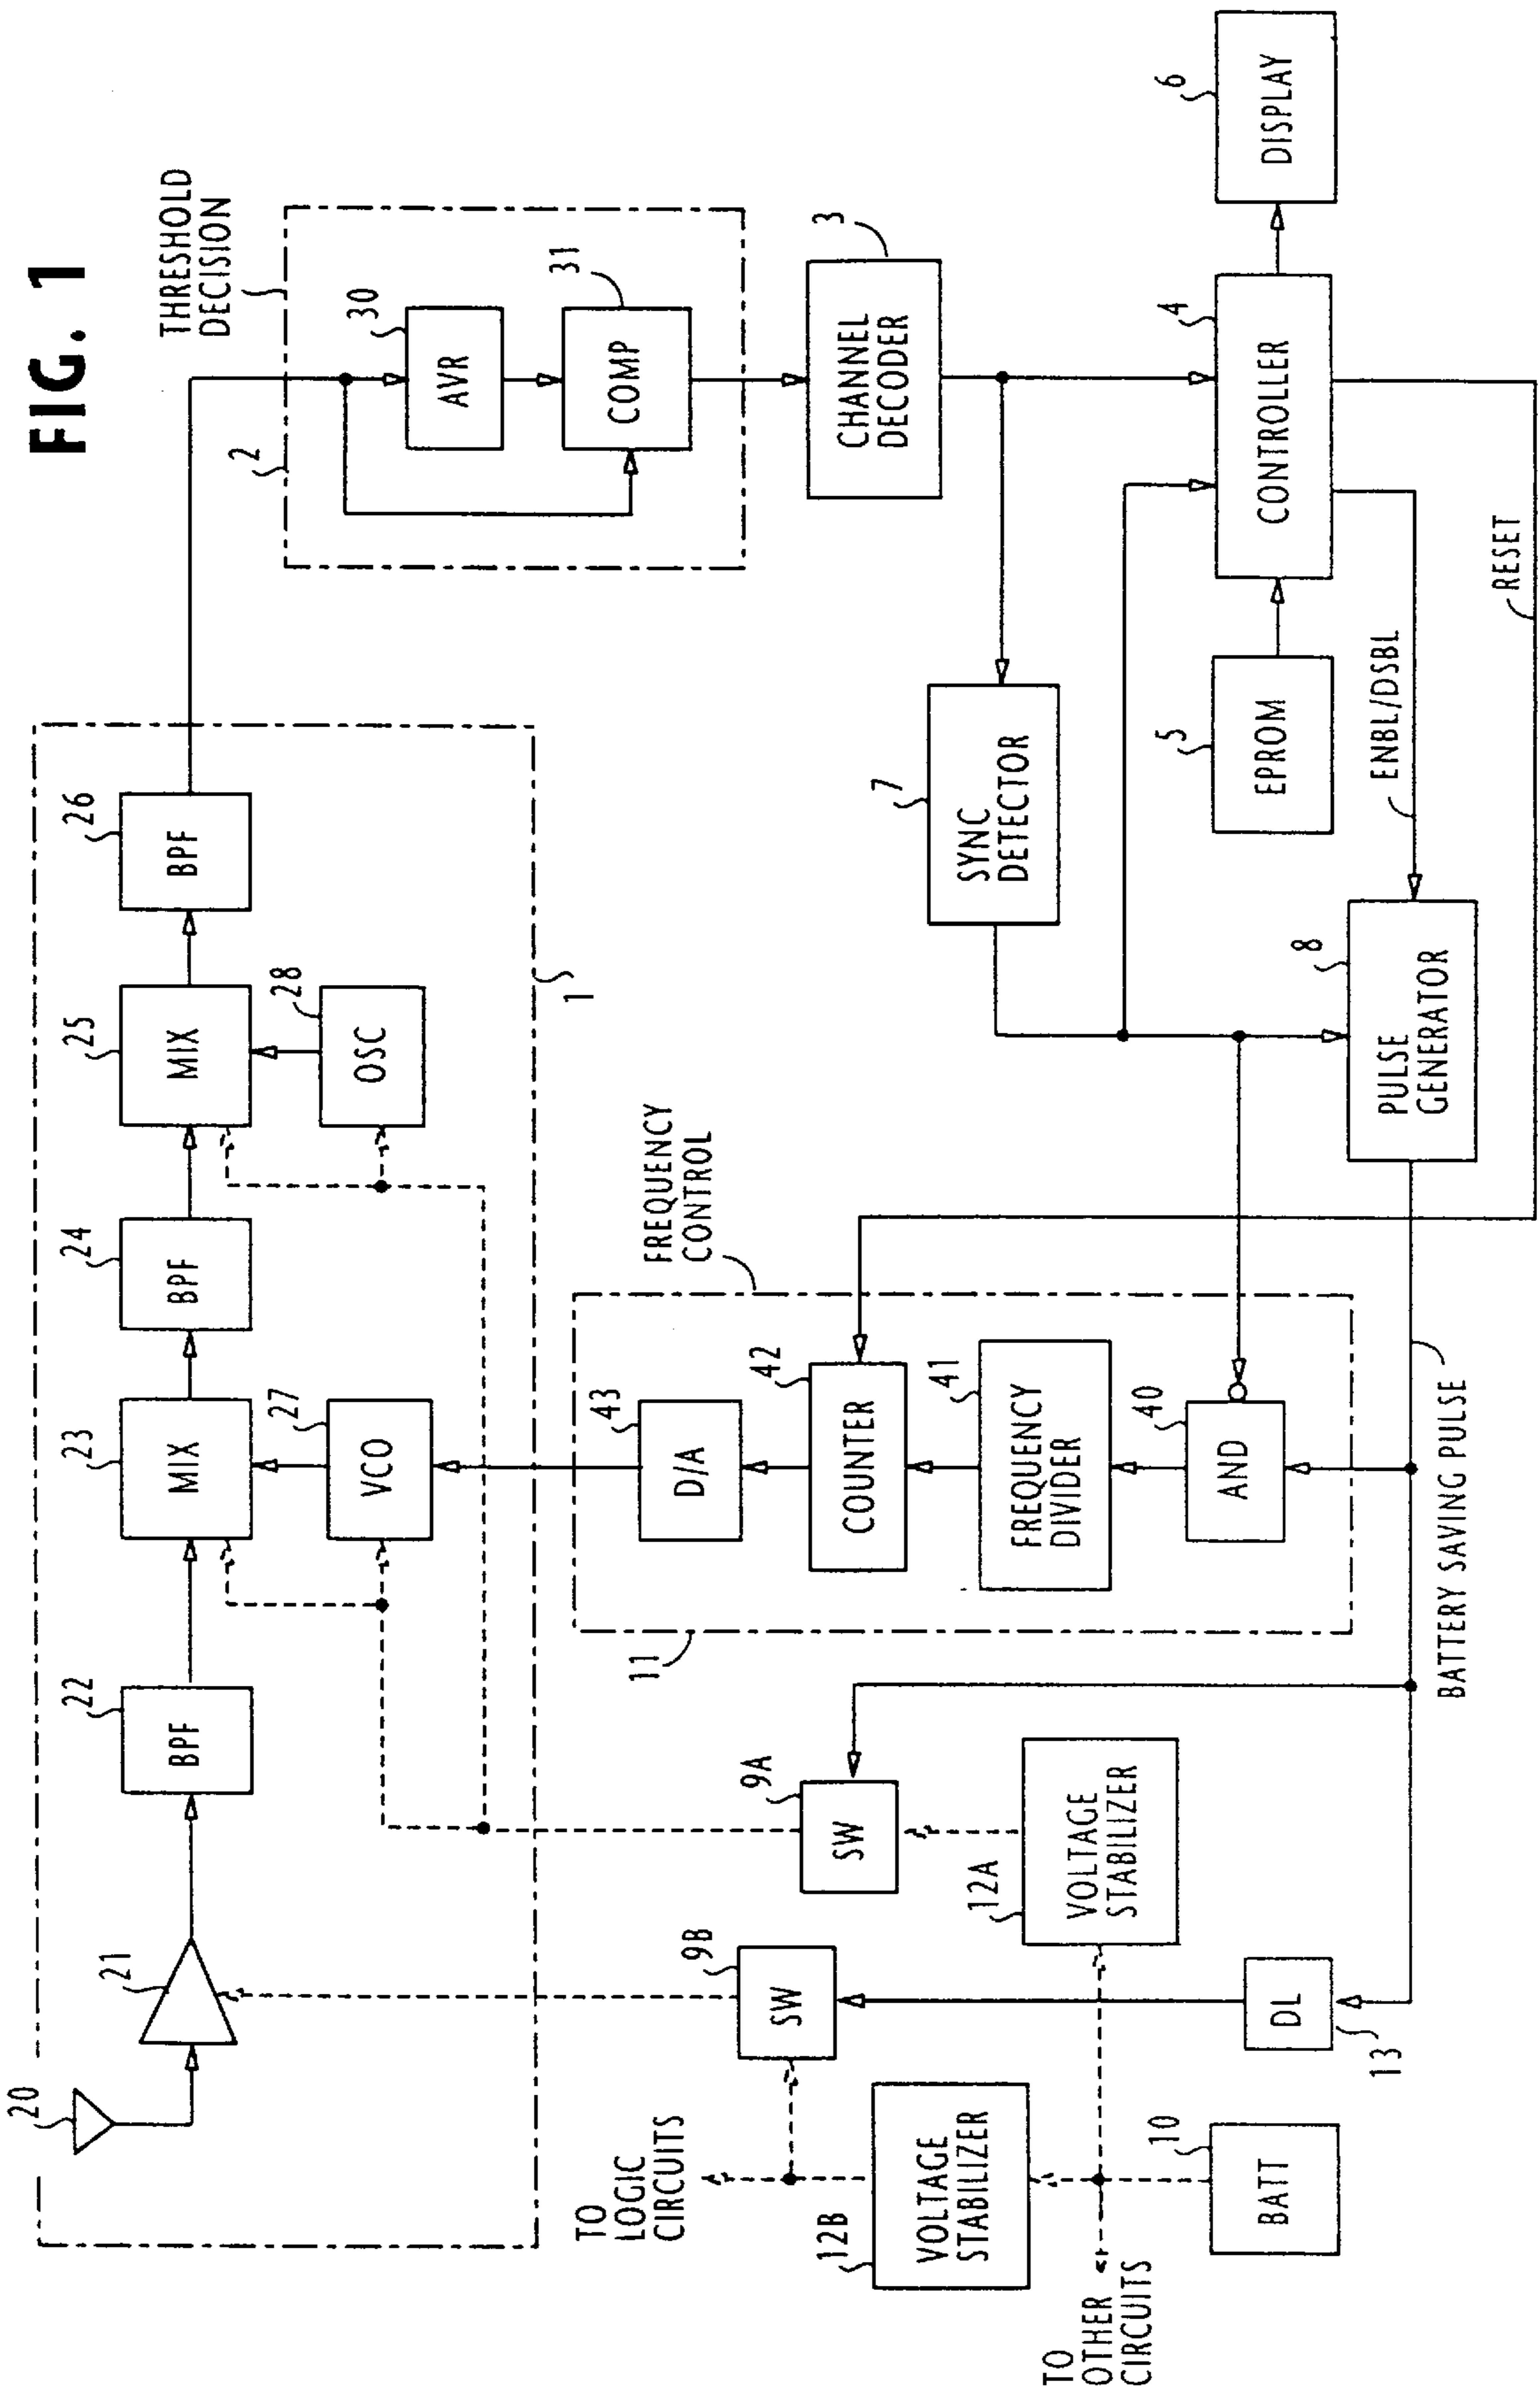 FIG. 1
20
21
22
BPF
23
MIX
24
BPF
25
MIX
26
BPF
27
VCO
28
OSC
1
THRESHOLD
DECISION
2
30
AVR
31
COMP
3
CHANNEL
DECODER
4
CONTROLLER
5
EPROM
6
DISPLAY
7
SYNC
DETECTOR
8
PULSE
GENERATOR
ENBL/DSBL
RESET
FREQUENCY
CONTROL
11
43
D/A
42
COUNTER
41
FREQUENCY
DIVIDER
40
AND
BATTERY SAVING PULSE
9A
SW
9B
SW
12A
VOLTAGE
STABILIZER
12B
VOLTAGE
STABILIZER
13
DL
10
BATT
TO
LOGIC
CIRCUITS
TO
OTHER
CIRCUITS